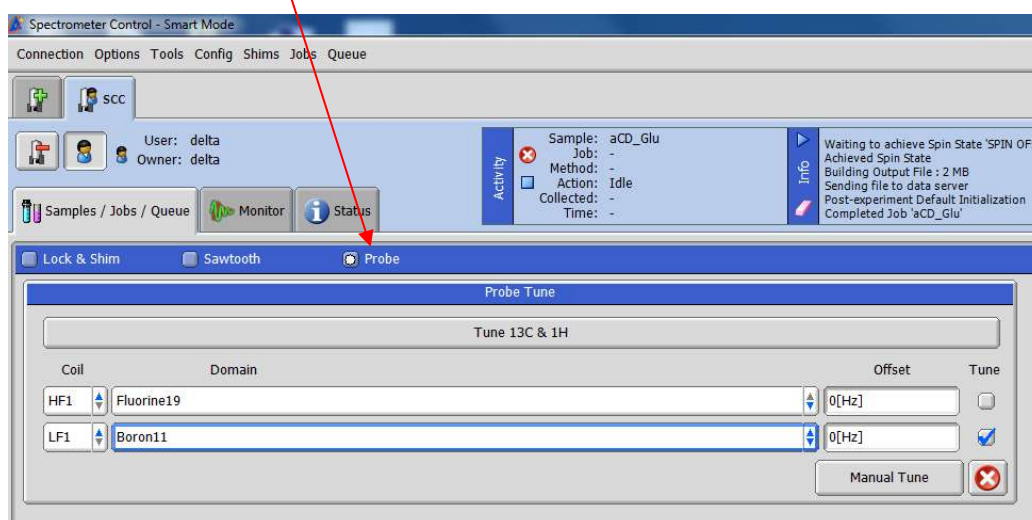 Spectrometer Control - Smart Mode
Connection Options Tools Config Shims Jobs Queue
scc
User: delta
Owner: delta
Activity
Sample: aCD_Glu
Job: -
Method: -
Action: Idle
Collected: -
Time: -
Info
Waiting to achieve Spin State 'SPIN OF
Achieved Spin State
Building Output File : 2 MB
Sending file to data server
Post-experiment Default Initialization
Completed Job 'aCD_Glu'
Samples / Jobs / Queue Monitor Status
Lock & Shim Sawtooth Probe
Probe Tune
Tune 13C & 1H
Coil Domain Offset Tune
HF1 Fluorine19 0[Hz]
LF1 Boron11 0[Hz]
Manual Tune